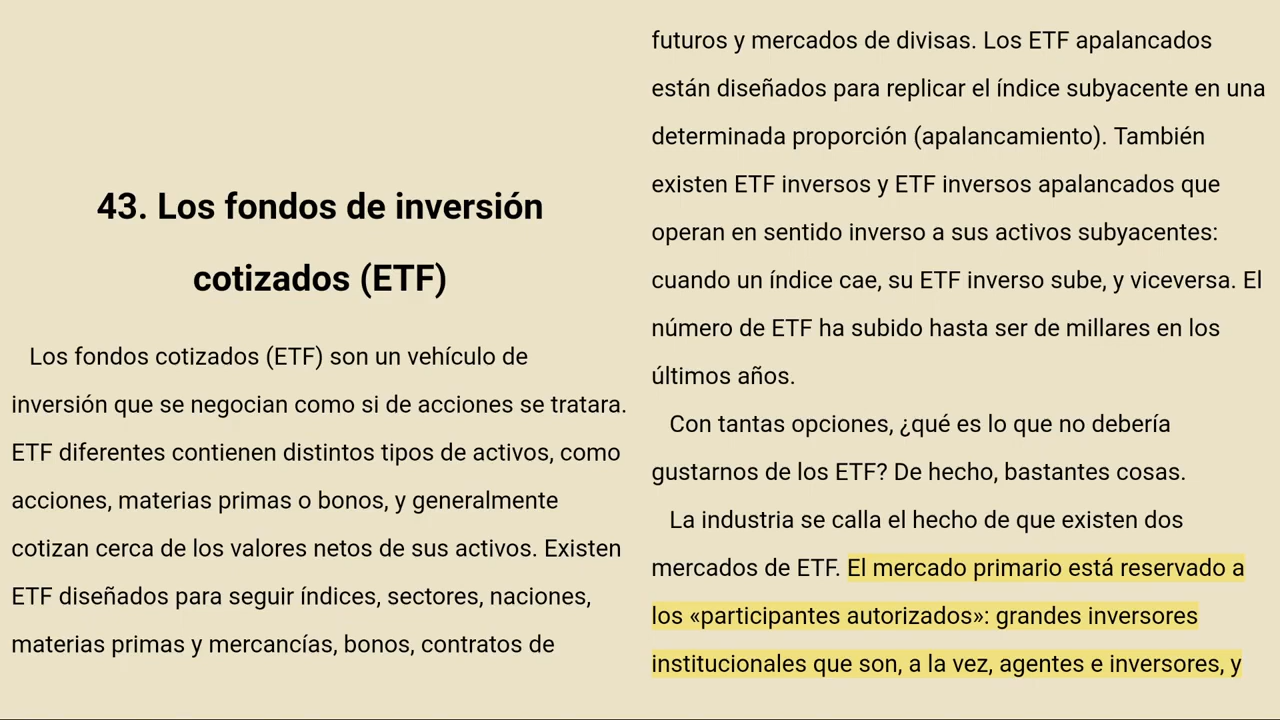 43. Los fondos de inversión
cotizados (ETF)
Los fondos cotizados (ETF) son un vehículo de
inversión que se negocian como si de acciones se tratara.
ETF diferentes contienen distintos tipos de activos, como
acciones, materias primas o bonos, y generalmente
cotizan cerca de los valores netos de sus activos. Existen
ETF diseñados para seguir índices, sectores, naciones,
materias primas y mercancías, bonos, contratos de
futuros y mercados de divisas. Los ETF apalancados
están diseñados para replicar el índice subyacente en una
determinada proporción (apalancamiento). También
existen ETF inversos y ETF inversos apalancados que
operan en sentido inverso a sus activos subyacentes:
cuando un índice cae, su ETF inverso sube, y viceversa. El
número de ETF ha subido hasta ser de millares en los
últimos años.
Con tantas opciones, ¿qué es lo que no debería
gustarnos de los ETF? De hecho, bastantes cosas.
La industria se calla el hecho de que existen dos
mercados de ETF. El mercado primario está reservado a
los «participantes autorizados»: grandes inversores
institucionales que son, a la vez, agentes e inversores, y